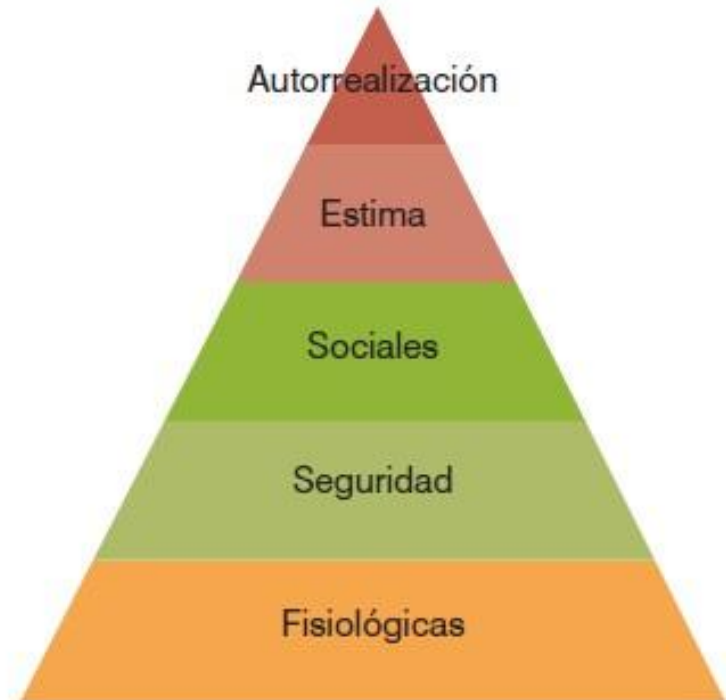 Autorrealización
Estima
Sociales
Seguridad
Fisiológicas